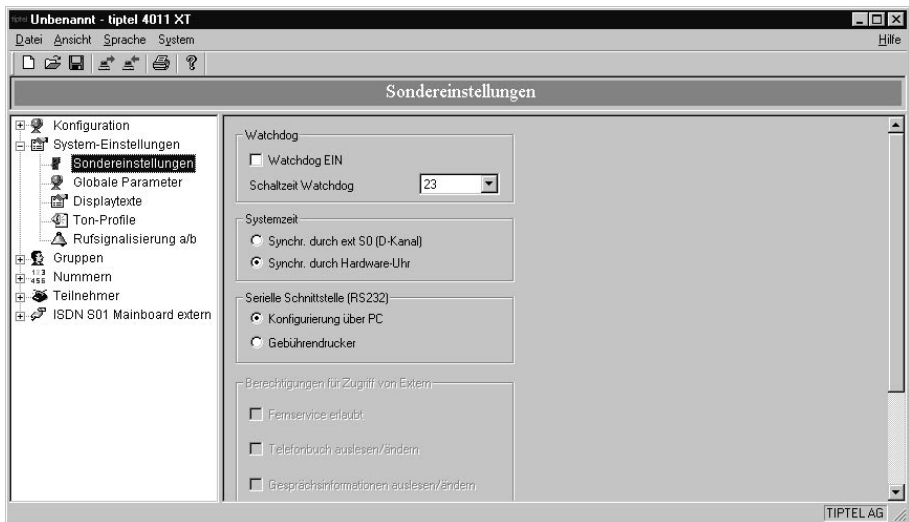 Unbenannt - tiptel 4011 XT
Datei Ansicht Sprache System Hilfe
Sondereinstellungen
Konfiguration
System-Einstellungen
Sondereinstellungen
Globale Parameter
Displaytexte
Ton-Profile
Rufsignalisierung a/b
Gruppen
Nummern
Teilnehmer
ISDN S01 Mainboard extern
Watchdog
Watchdog EIN
Schaltzeit Watchdog 23
Systemzeit
Synchr. durch ext S0 (D-Kanal)
Synchr. durch Hardware-Uhr
Serielle Schnittstelle (RS232)
Konfigurierung über PC
Gebührendrucker
Berechtigungen für Zugriff von Extern
Fernservice erlaubt
Telefonbuch auslesen/ändern
Gesprächsinformationen auslesen/ändern
TIPTEL AG